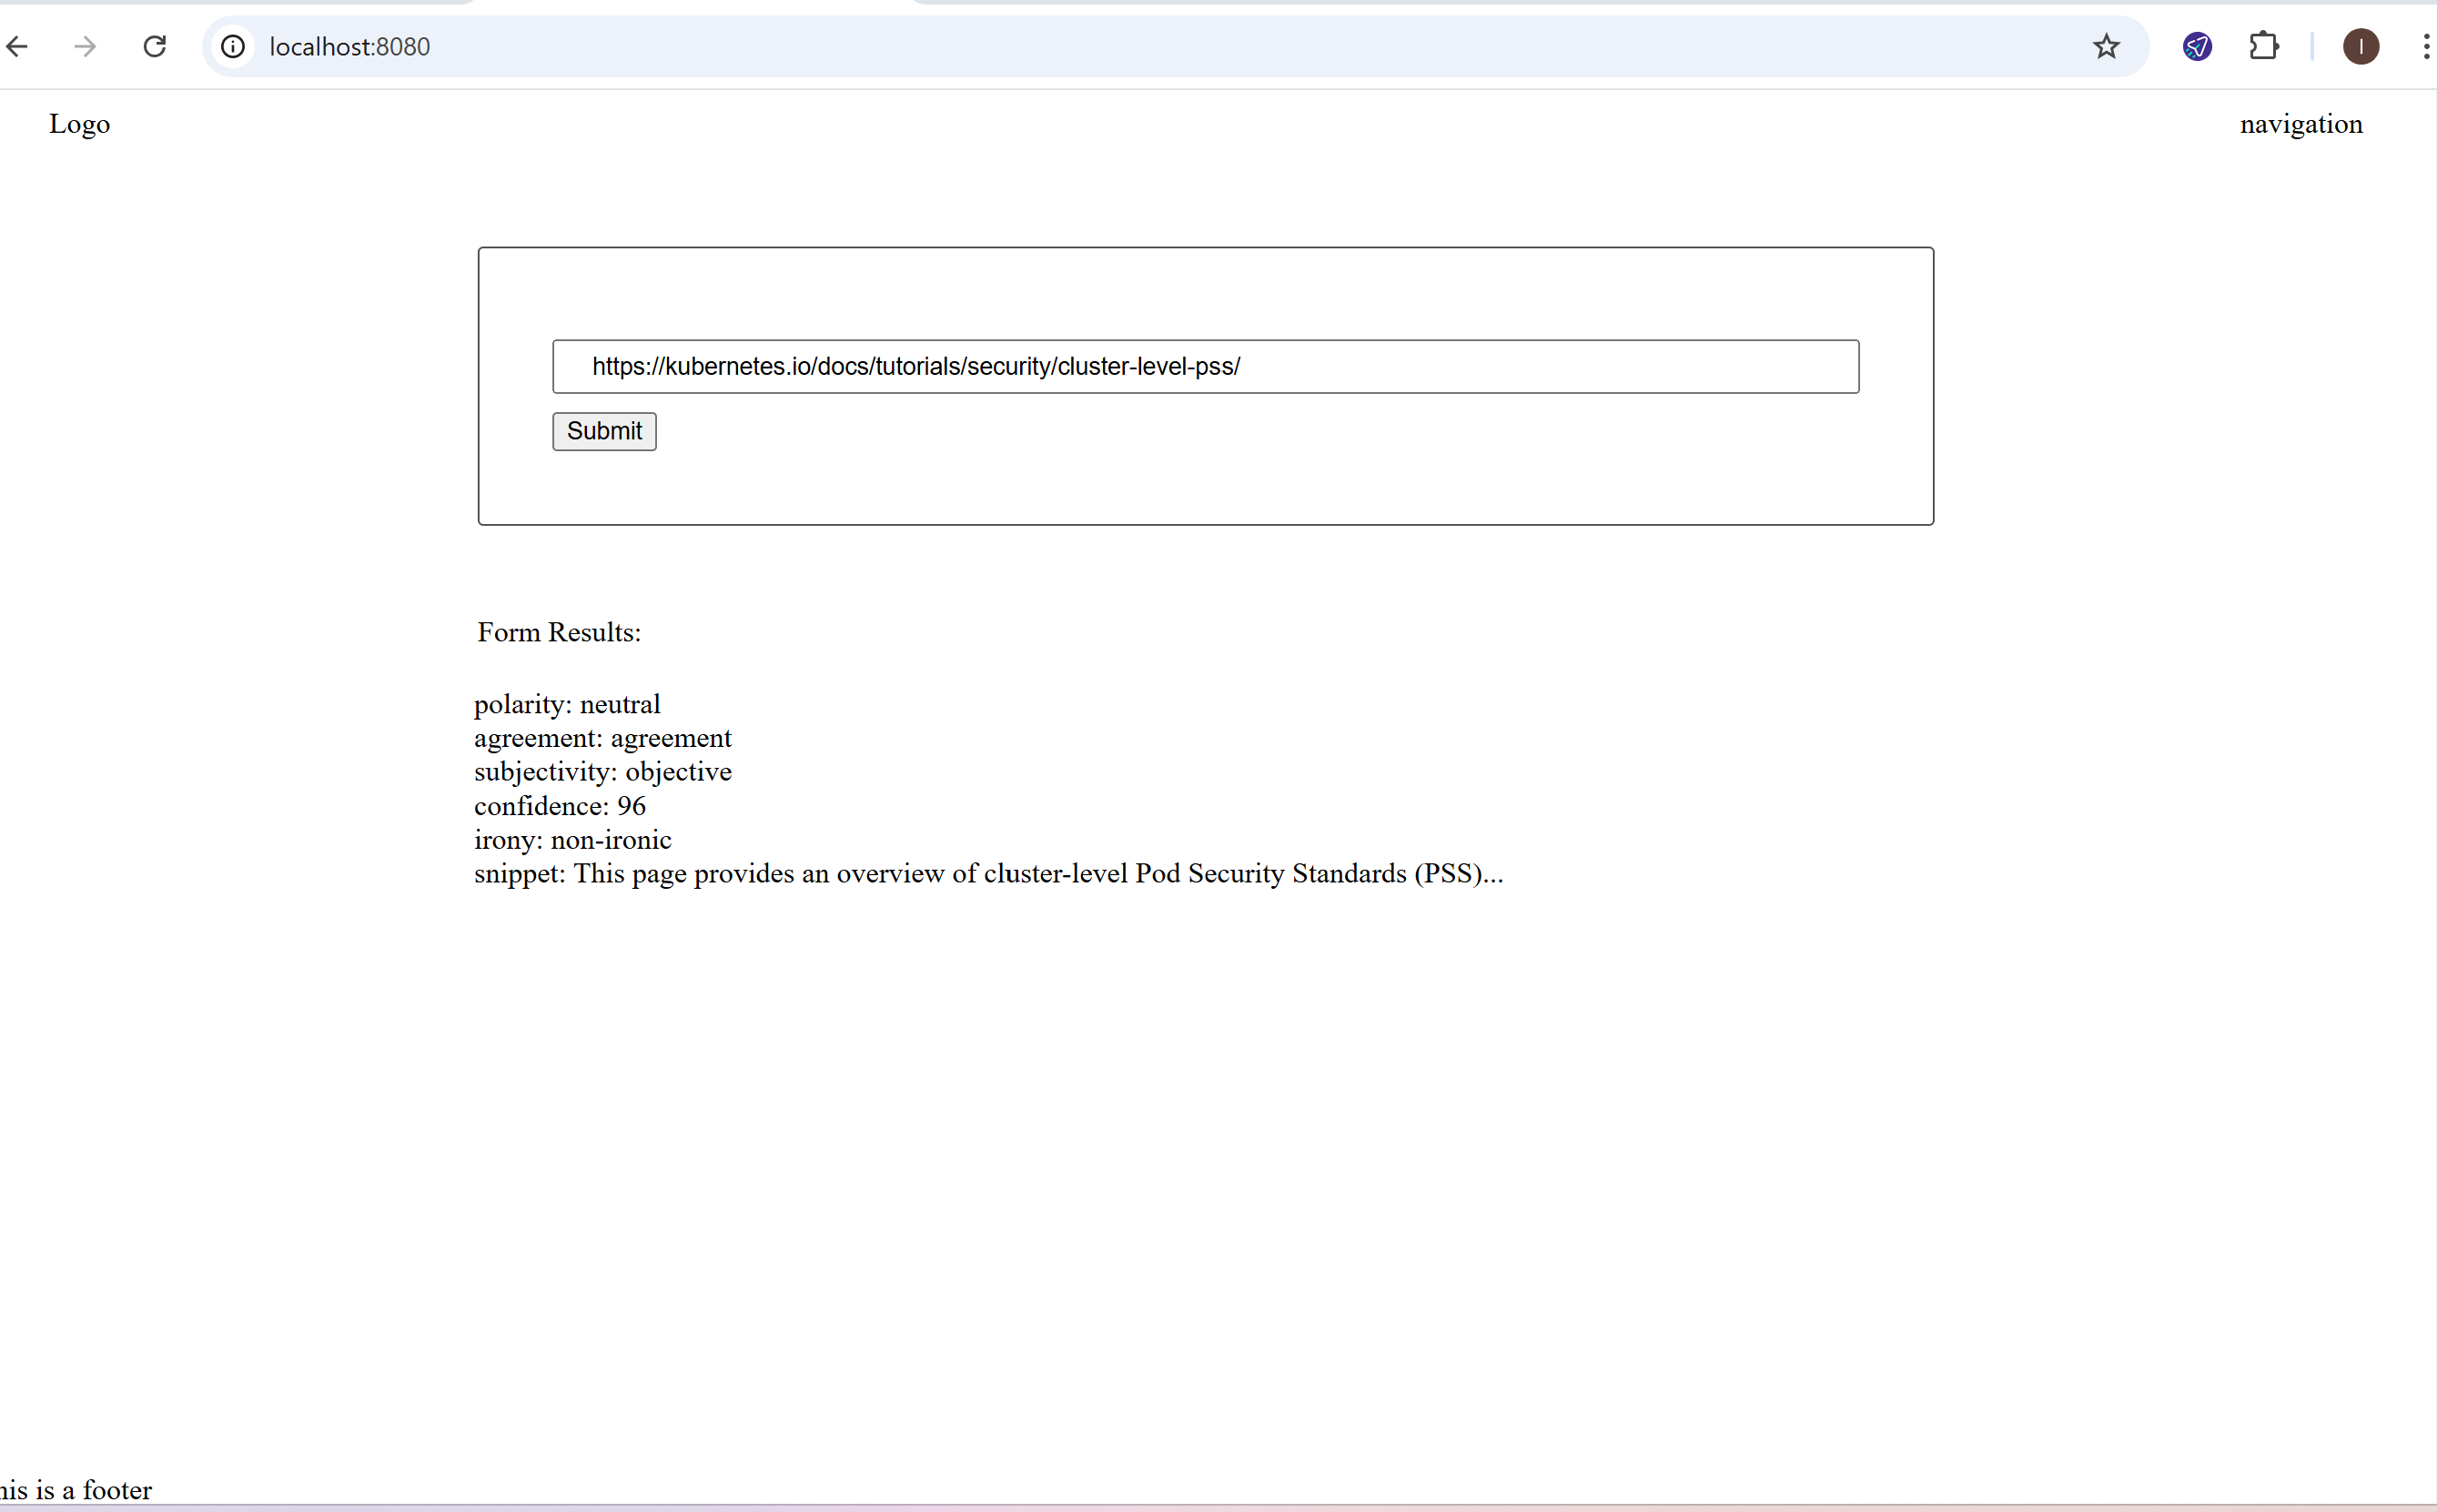 localhost:8080
I
Logo
navigation
https://kubernetes.io/docs/tutorials/security/cluster-level-pss/
Submit
Form Results:
polarity: neutral
agreement: agreement
subjectivity: objective
confidence: 96
irony: non-ironic
snippet: This page provides an overview of cluster-level Pod Security Standards (PSS)...
his is a footer